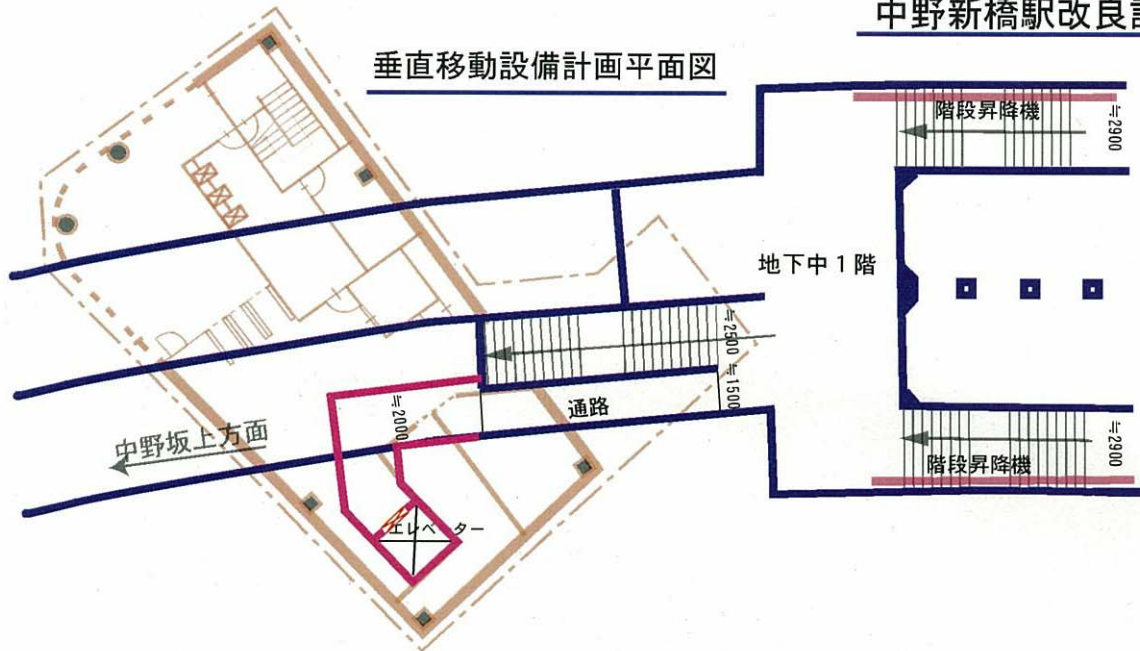 中野新橋駅改良
垂直移動設備計画平面図
階段昇降機
≒2900
地下中1階
≒2500
≒1500
通路
≒2000
中野坂上方面
エレベーター
階段昇降機
≒2900